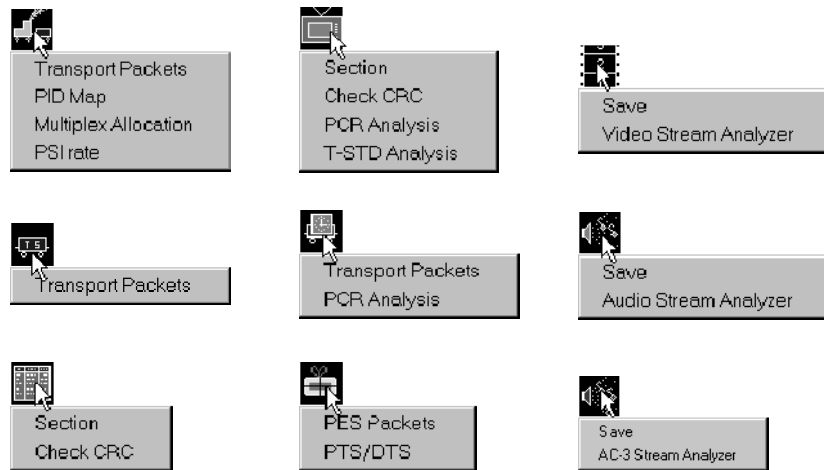 Transport Packets
PID Map
Multiplex Allocation
PSI rate
Section
Check CRC
PCR Analysis
T-STD Analysis
Save
Video Stream Analyzer
TS
Transport Packets
Transport Packets
PCR Analysis
Save
Audio Stream Analyzer
Section
Check CRC
PES Packets
PTS/DTS
Save
AC-3 Stream Analyzer